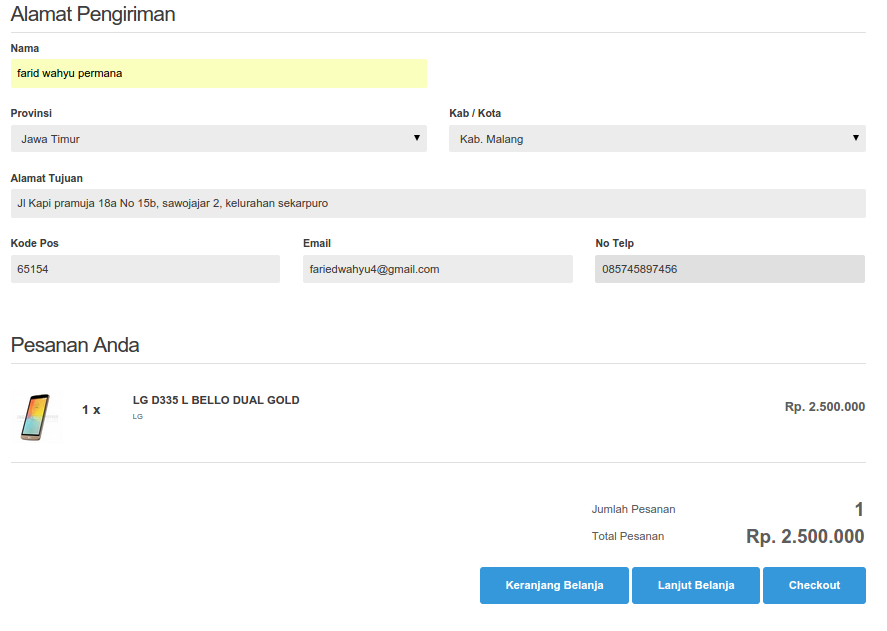 Alamat Pengiriman
Nama
farid wahyu permana
Provinsi Kab / Kota
Jawa Timur Kab. Malang
Alamat Tujuan
Jl Kapi pramuja 18a No 15b, sawojajar 2, kelurahan sekarpuro
Kode Pos Email No Telp
65154 fariedwahyu4@gmail.com 085745897456
Pesanan Anda
1 x LG D335 L BELLO DUAL GOLD Rp. 2.500.000
LG
Jumlah Pesanan 1
Total Pesanan Rp. 2.500.000
Keranjang Belanja Lanjut Belanja Checkout